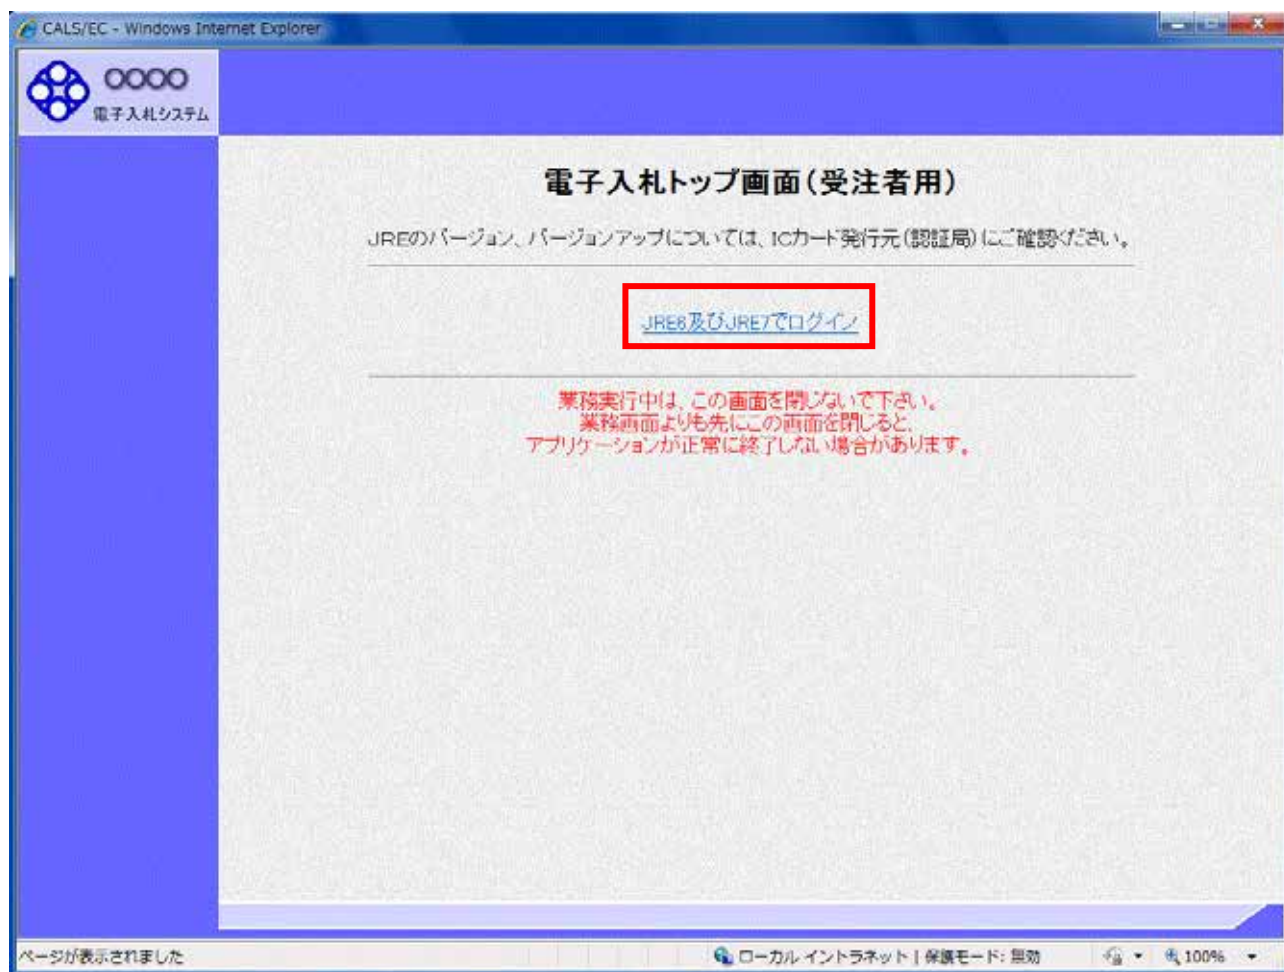 CALS/EC - Windows Internet Explorer
○○○○
電子入札システム
電子入札トップ画面(受注者用)
JREのバージョン、バージョンアップについては、ICカード発行元(認証局)にご確認ください。
JRE6及びJRE7でログイン
業務実行中は、この画面を閉じないで下さい。
業務画面よりも先にこの画面を閉じると、
アプリケーションが正常に終了しない場合があります。
ページが表示されました
ローカル イントラネット | 保護モード: 無効
100%